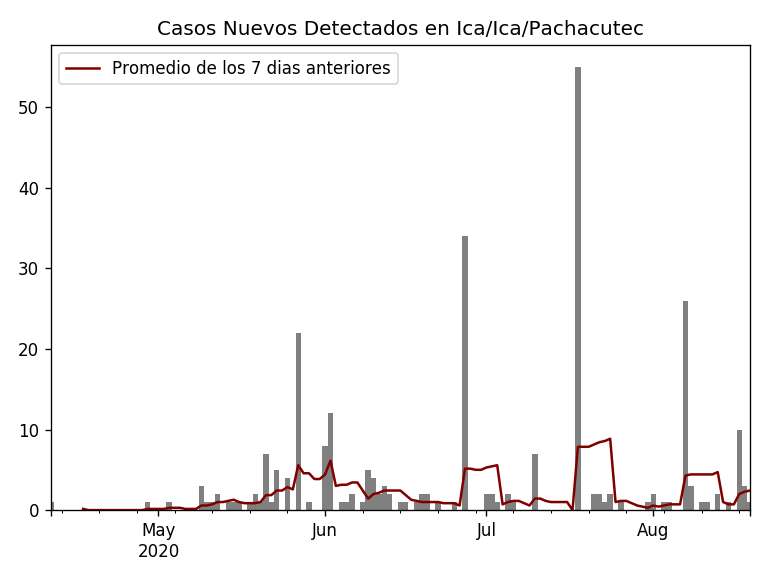 Casos Nuevos Detectados en Ica/Ica/Pachacutec
Promedio de los 7 dias anteriores
50
40
30
20
10
0
May
2020
Jun
Jul
Aug